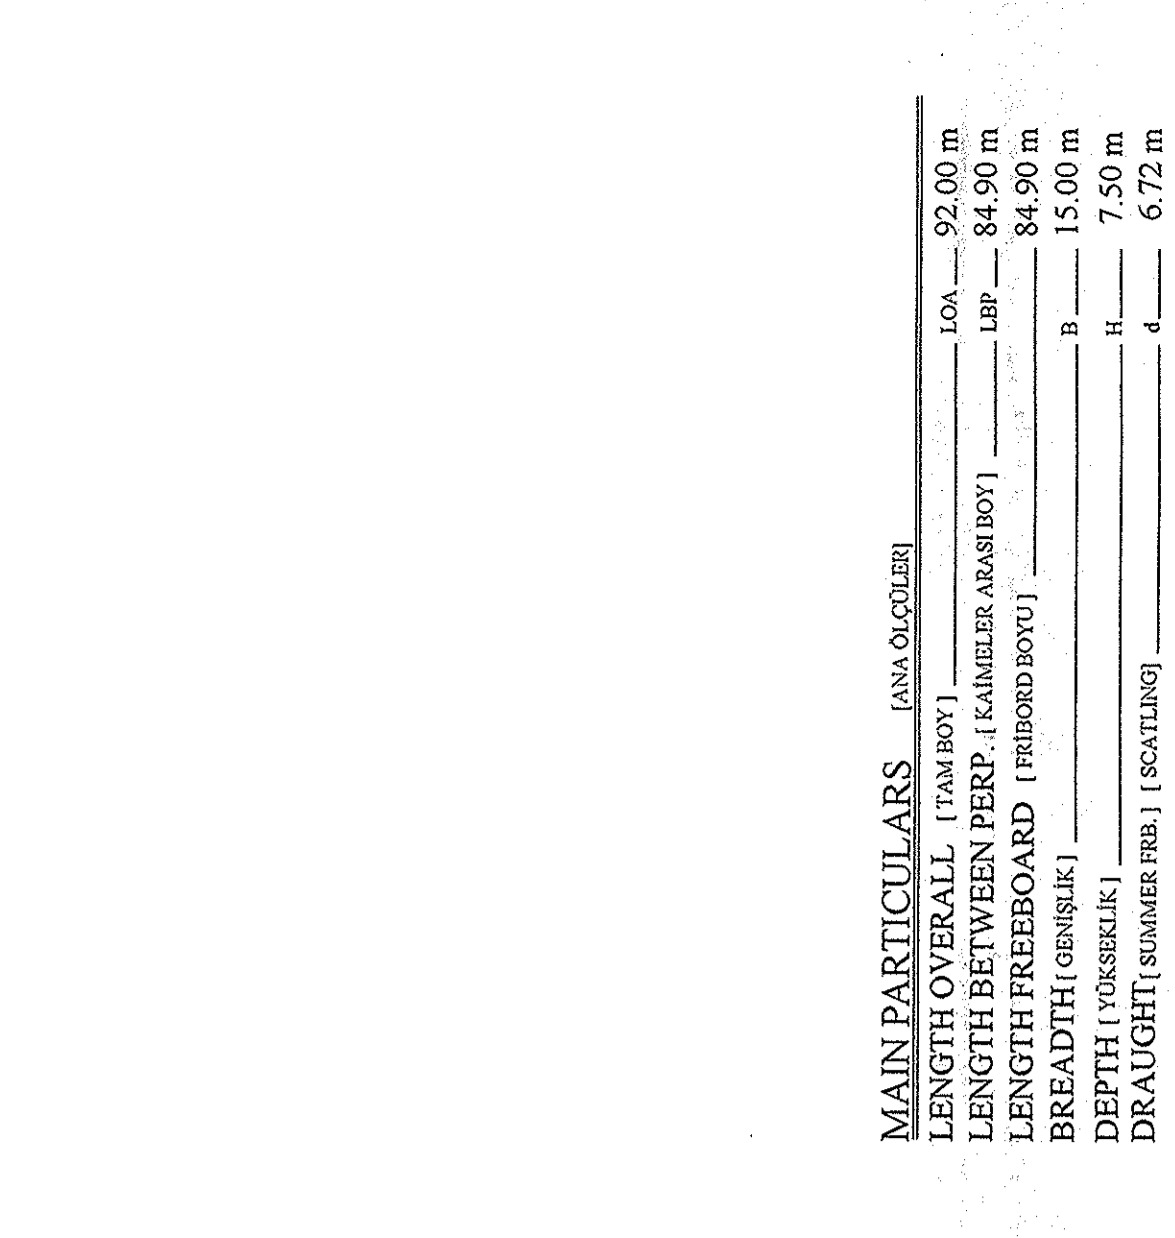 MAIN PARTICULARS [ANA ÖLÇÜLER]
LENGTH OVERALL [ TAM BOY ] LOA 92.00 m
LENGTH BETWEEN PERP. [ KAİMELER ARASI BOY ] LBP 84.90 m
LENGTH FREEBOARD [ FRİBORD BOYU ] 84.90 m
BREADTH [ GENİŞLİK ] B 15.00 m
DEPTH [ YÜKSEKLİK ] H 7.50 m
DRAUGHT [ SUMMER FRB. ] [ SCATLING] d 6.72 m